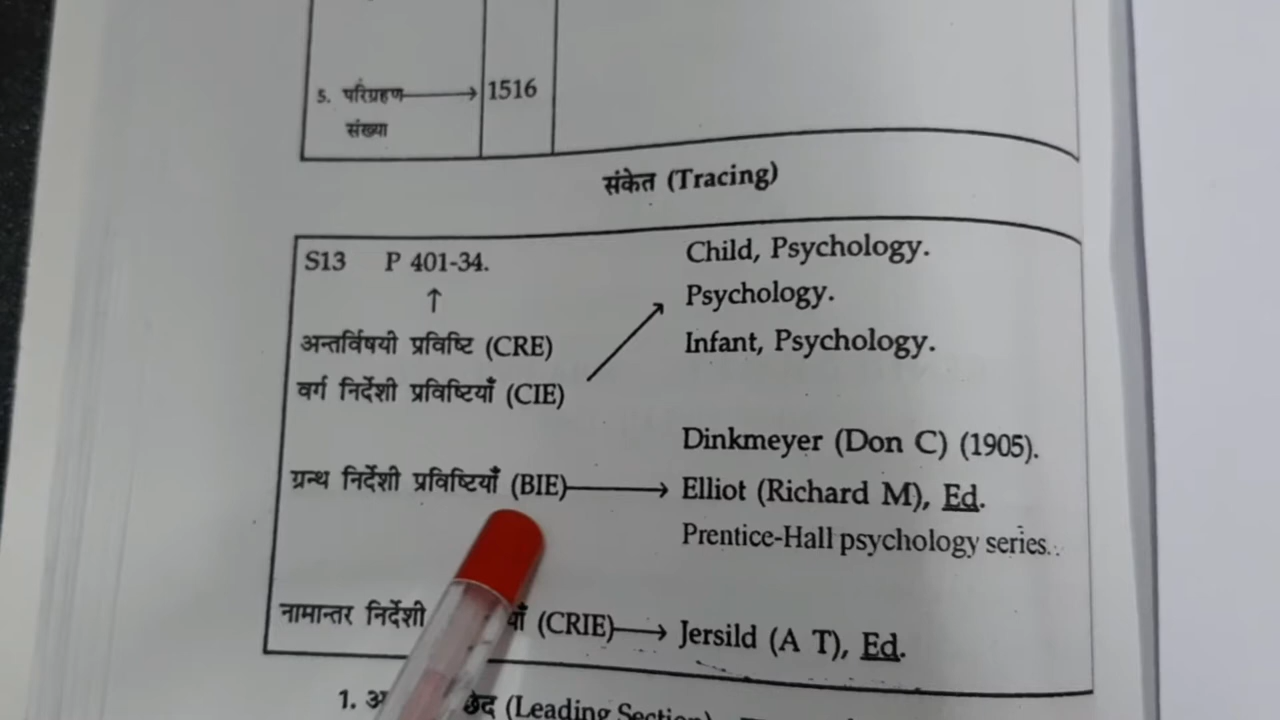 5. परिग्रहण → 1516
संख्या
संकेत (Tracing)
S13 P 401-34.
↑
अन्तर्विषयी प्रविष्टि (CRE)
वर्ग निर्देशी प्रविष्टियाँ (CIE)
Child, Psychology.
Psychology.
Infant, Psychology.
Dinkmeyer (Don C) (1905).
ग्रन्थ निर्देशी प्रविष्टियाँ (BIE) → Elliot (Richard M), Ed.
Prentice-Hall psychology series.
नामान्तर निर्देशी (CRIE) → Jersild (A T), Ed.
1. (Leading Section)